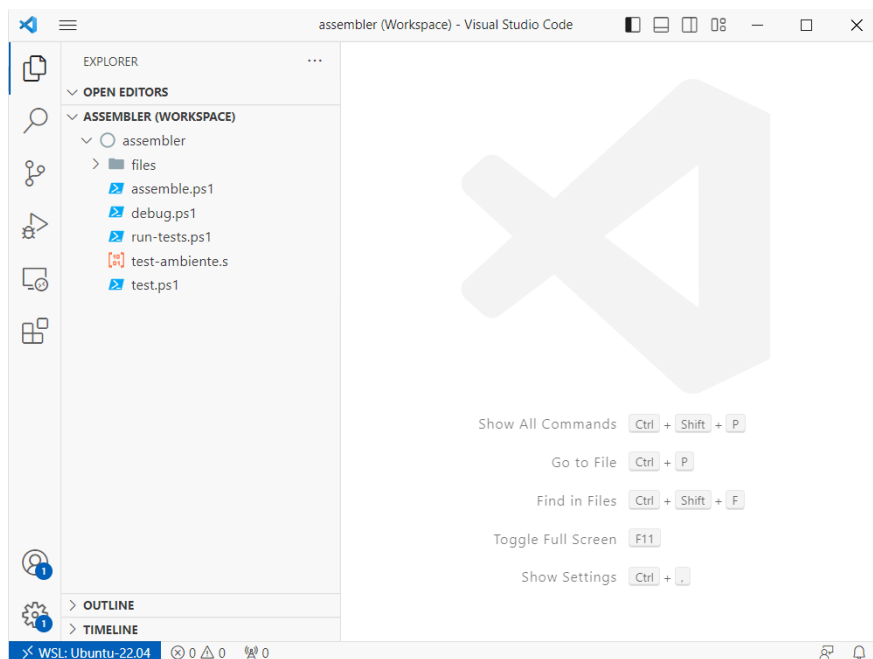 assembler (Workspace) - Visual Studio Code
EXPLORER
OPEN EDITORS
ASSEMBLER (WORKSPACE)
assembler
files
assemble.ps1
debug.ps1
run-tests.ps1
test-ambiente.s
test.ps1
Show All Commands Ctrl + Shift + P
Go to File Ctrl + P
Find in Files Ctrl + Shift + F
Toggle Full Screen F11
Show Settings Ctrl + ,
1
1
OUTLINE
TIMELINE
WSL: Ubuntu-22.04 0 0 0